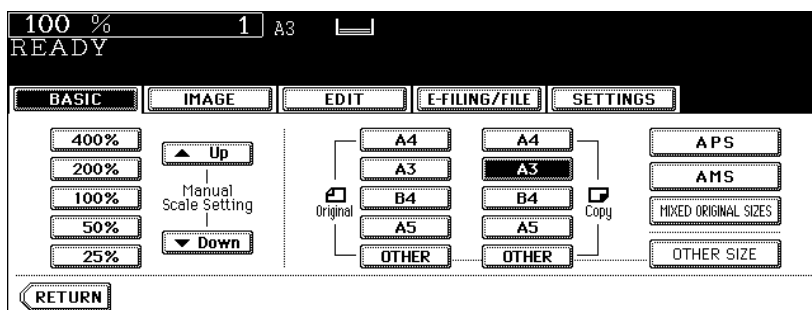 100 % 1 A3
READY
BASIC IMAGE EDIT E-FILING/FILE SETTINGS
400% Up A4 A4 APS
200% A3 A3 AMS
100% Manual Scale Setting Original B4 B4 Copy MIXED ORIGINAL SIZES
50% Down A5 A5
25% OTHER OTHER OTHER SIZE
RETURN